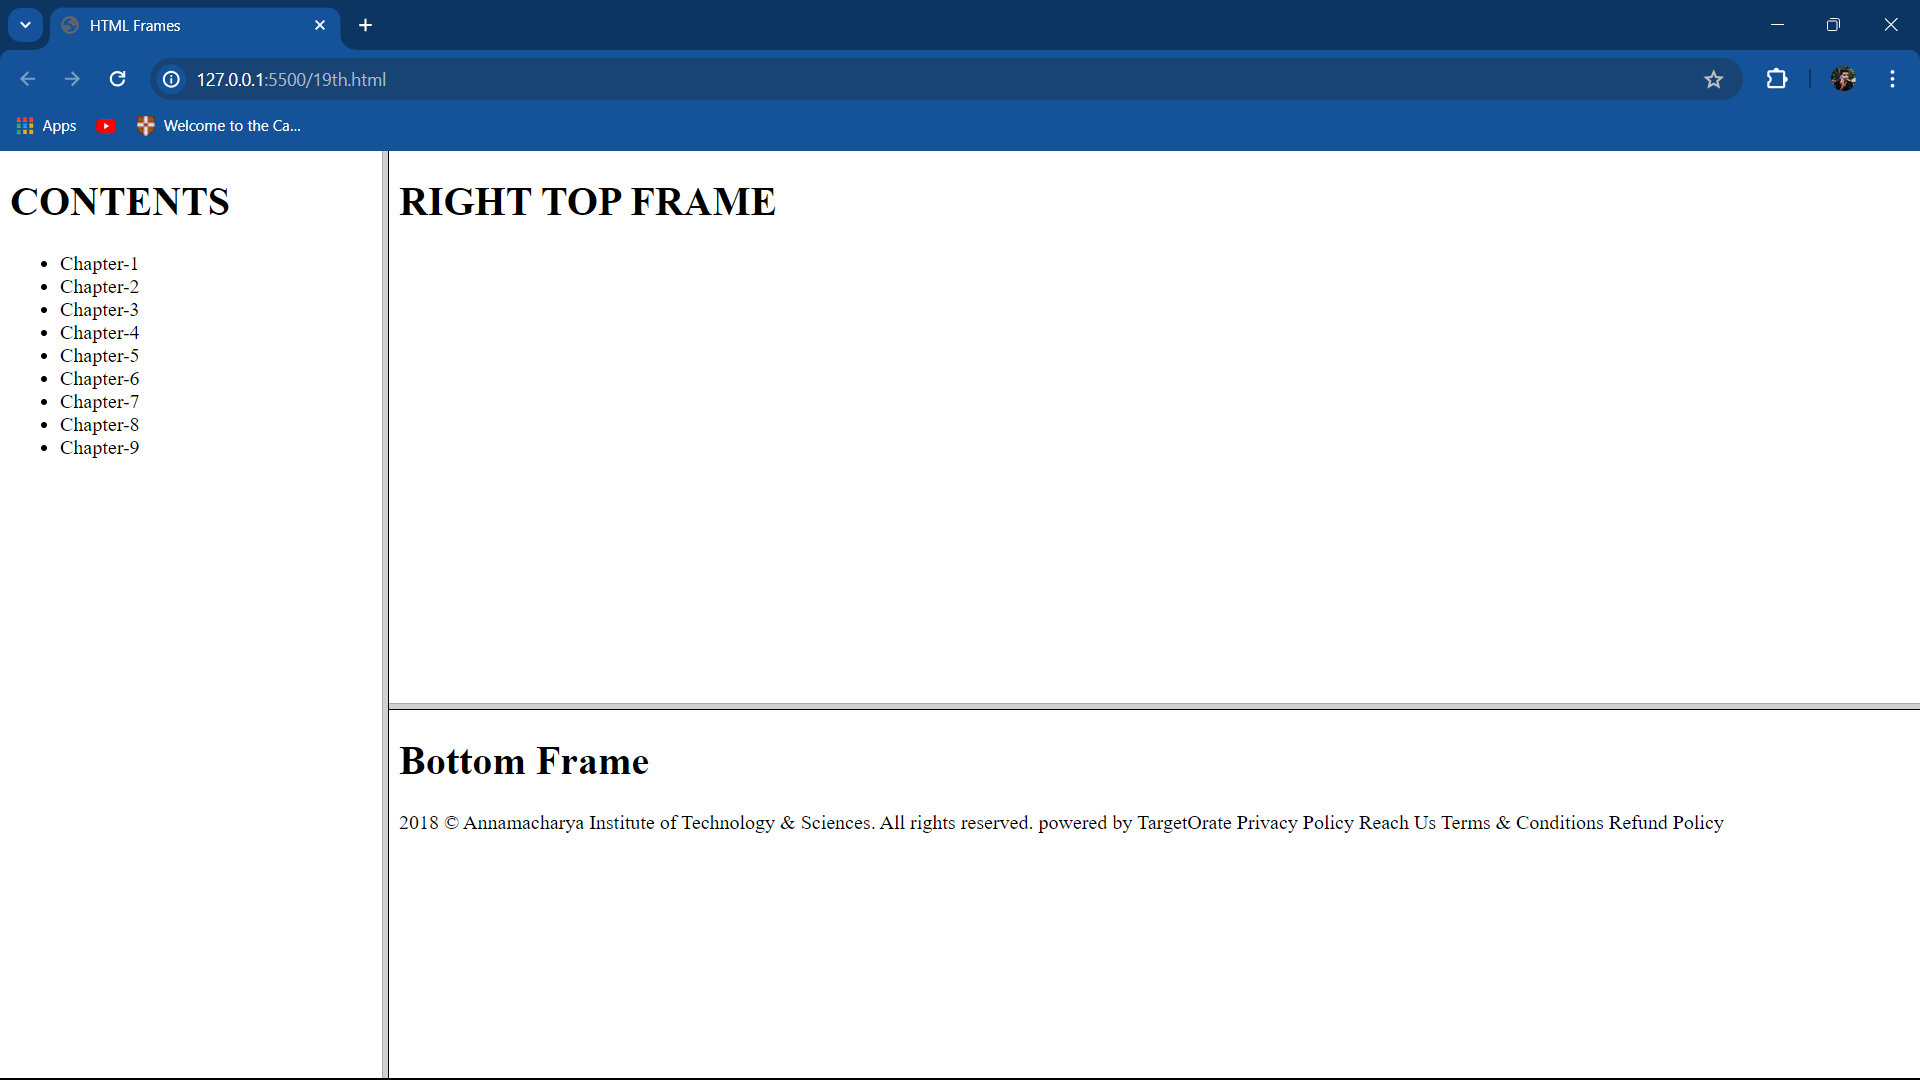 HTML Frames
127.0.0.1:5500/19th.html
Apps
Welcome to the Ca...
CONTENTS
Chapter-1
Chapter-2
Chapter-3
Chapter-4
Chapter-5
Chapter-6
Chapter-7
Chapter-8
Chapter-9
RIGHT TOP FRAME
Bottom Frame
2018 © Annamacharya Institute of Technology & Sciences. All rights reserved. powered by TargetOrate Privacy Policy Reach Us Terms & Conditions Refund Policy